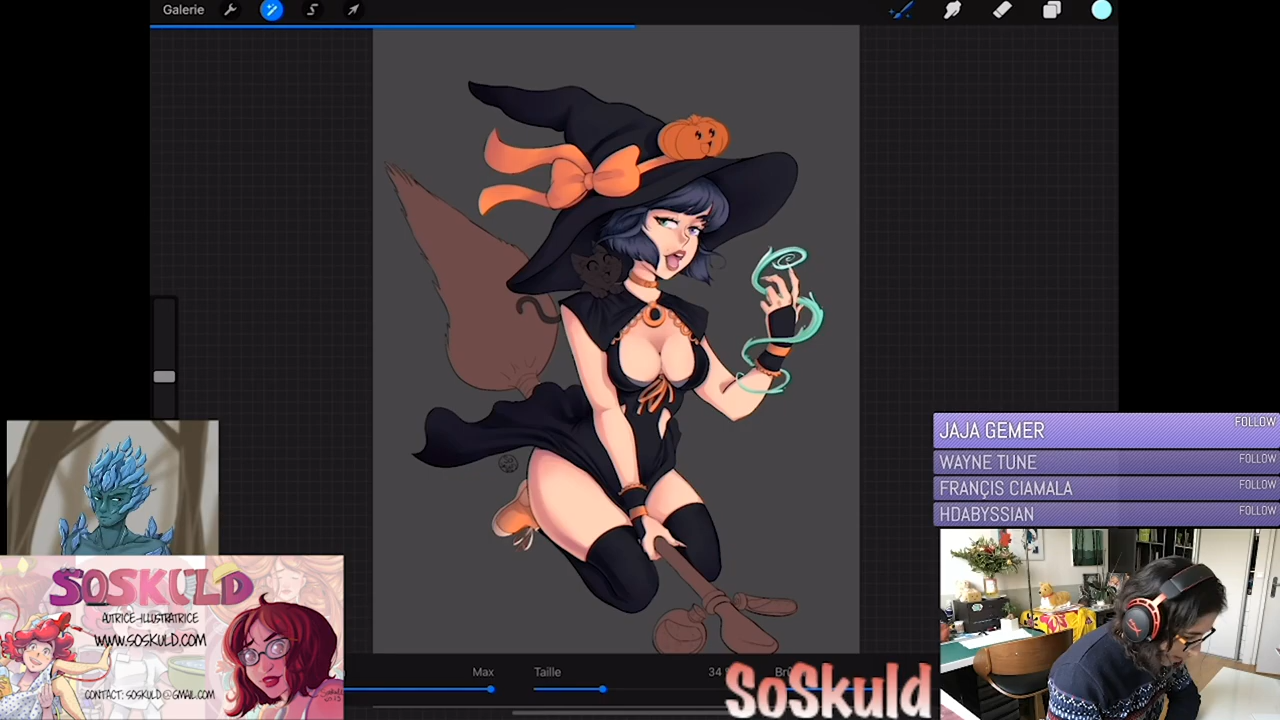 Galerie
JAJA GEMER FOLLOW
WAYNE TUNE FOLLOW
FRANÇIS CIAMALA FOLLOW
HDABYSSIAN FOLLOW
SOSKULD
AUTRICE-ILLUSTRATRICE
WWW.SOSKULD.COM
CONTACT: SOSKULD@GMAIL.COM
Max Taille 34
SoSkuld